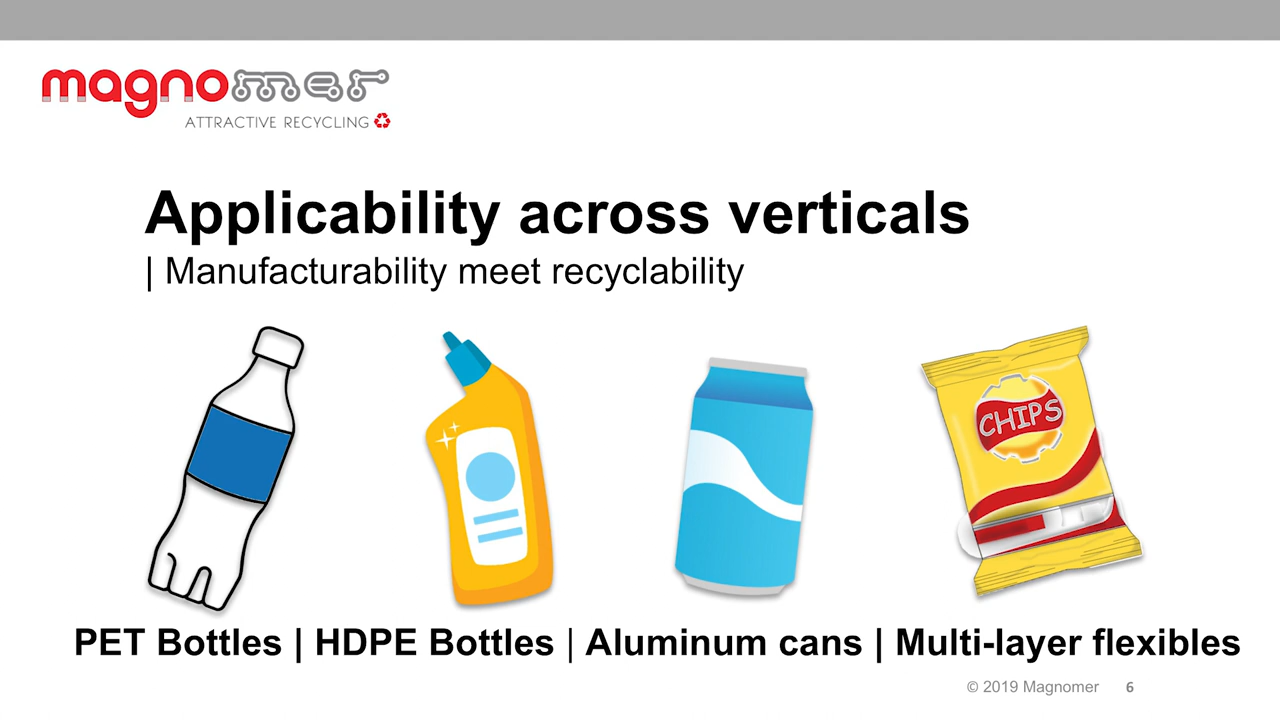 magnomer
ATTRACTIVE RECYCLING
Applicability across verticals
| Manufacturability meet recyclability
CHIPS
PET Bottles | HDPE Bottles | Aluminum cans | Multi-layer flexibles
© 2019 Magnomer 6